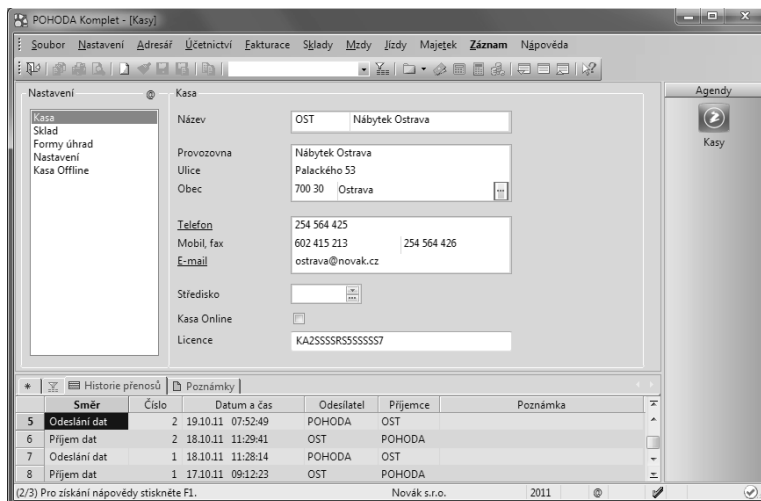 POHODA Komplet - [Kasy]
Soubor Nastavení Adresář Účetnictví Fakturace Sklady Mzdy Jízdy Majetek Záznam Nápověda
Nastavení @
Kasa
Sklad
Formy úhrad
Nastavení
Kasa Offline
Kasa
Název OST Nábytek Ostrava
Provozovna Nábytek Ostrava
Ulice Palackého 53
Obec 700 30 Ostrava
Telefon 254 564 425
Mobil, fax 602 415 213 254 564 426
E-mail ostrava@novak.cz
Středisko
Kasa Online
Licence KA2SSSSRS5SSSSS7
Agendy
Kasy
* Historie přenosů Poznámky
Směr Číslo Datum a čas Odesílatel Příjemce Poznámka
5 Odeslání dat 2 19.10.11 07:52:49 POHODA OST
6 Příjem dat 2 18.10.11 11:29:41 OST POHODA
7 Odeslání dat 1 18.10.11 11:28:14 POHODA OST
8 Příjem dat 1 17.10.11 09:12:23 OST POHODA
(2/3) Pro získání nápovědy stiskněte F1. Novák s.r.o. 2011 @